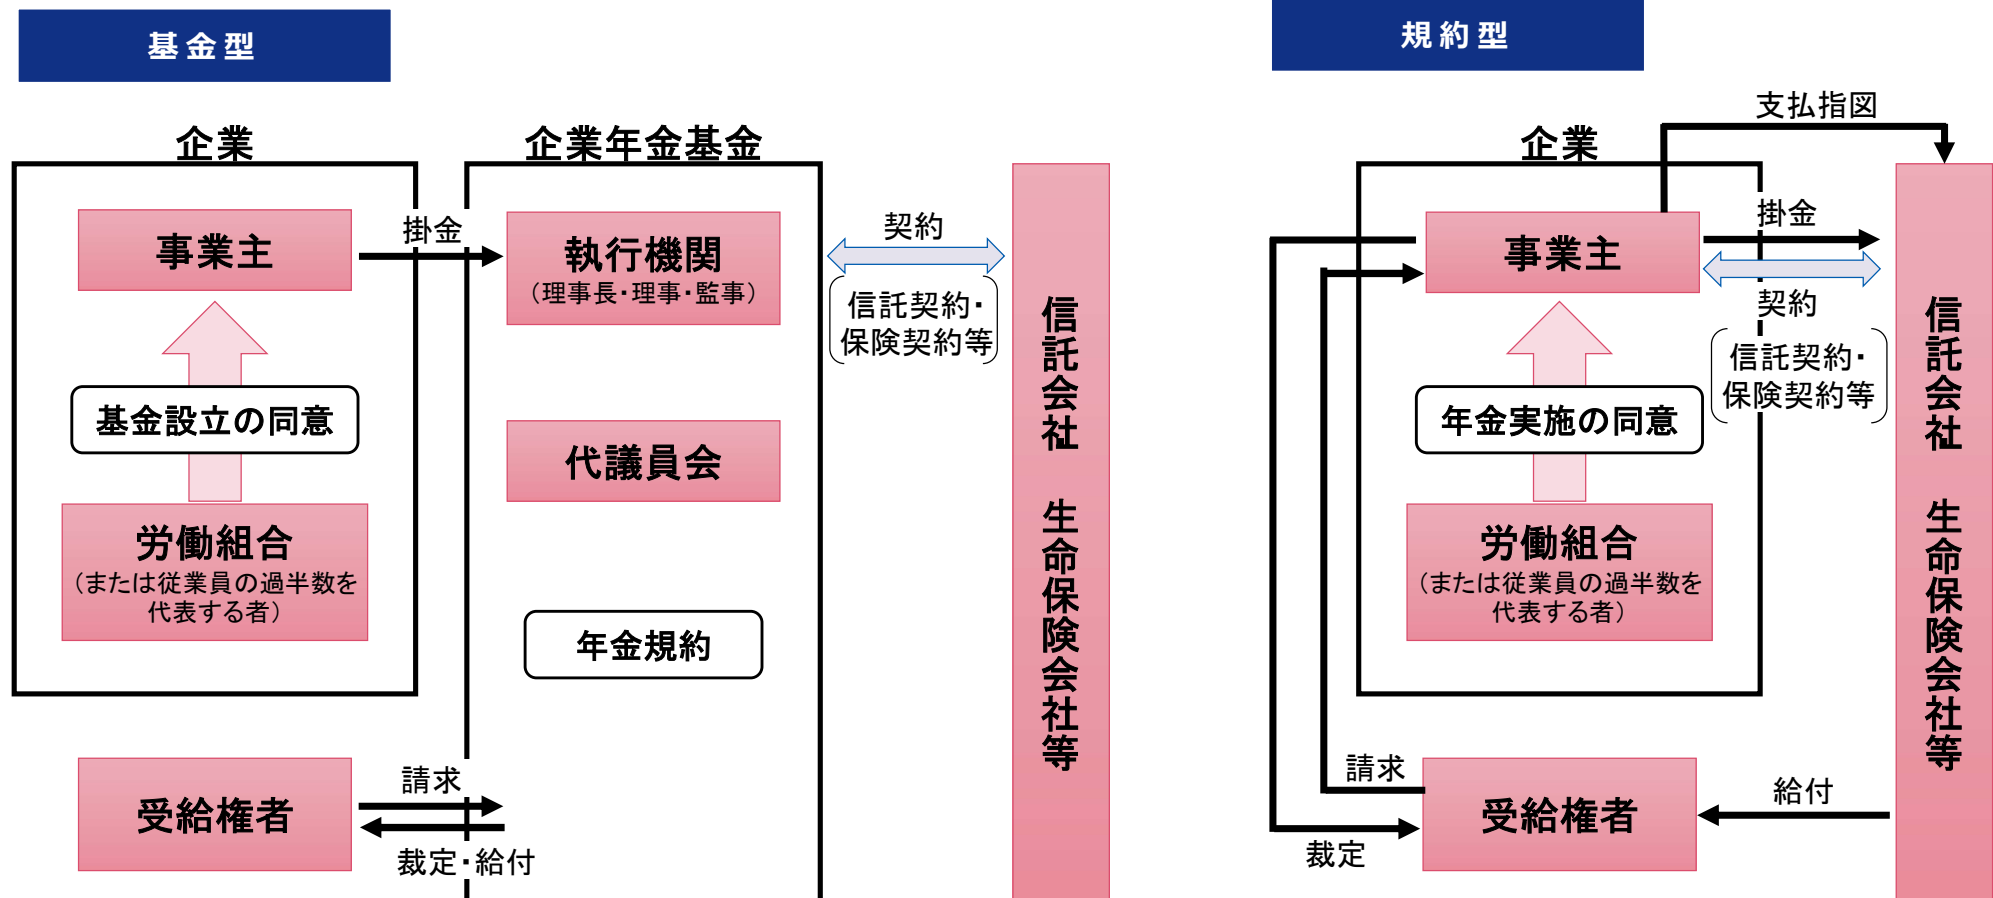 基金型
企業
企業年金基金
事業主
掛金
執行機関
（理事長・理事・監事）
契約
信託契約・
保険契約等
基金設立の同意
代議員会
労働組合
（または従業員の過半数を
代表する者）
年金規約
受給権者
請求
裁定・給付
信託会社 生命保険会社等
規約型
支払指図
企業
事業主
掛金
契約
信託契約・
保険契約等
年金実施の同意
労働組合
（または従業員の過半数を
代表する者）
請求
受給権者
裁定
給付
信託会社 生命保険会社等